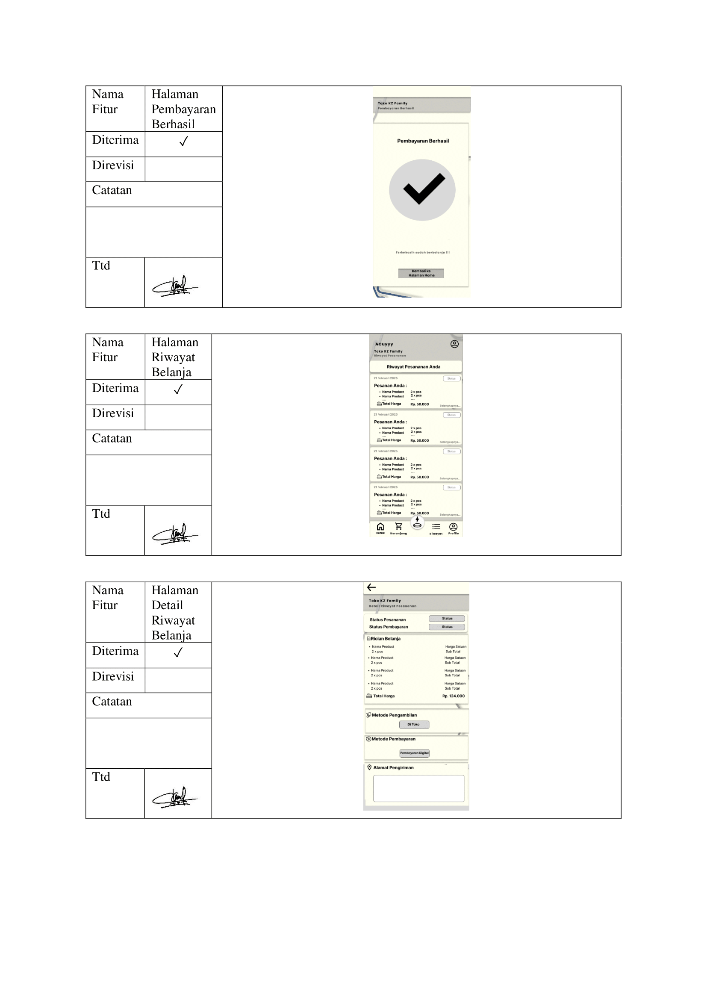 Nama
Fitur
Halaman
Pembayaran
Berhasil
Diterima ✓
Direvisi
Catatan
Ttd
Toko KZ Family
Pembayaran Berhasil
Pembayaran Berhasil
Terimkasih sudah berbelanja !!!
Kembali ke
Halaman Home
Nama
Fitur
Halaman
Riwayat
Belanja
Diterima ✓
Direvisi
Catatan
Ttd
ACuyyy
Toko KZ Family
Riwayat Pesananan
Riwayat Pesananan Anda
21 Februari 2025 Status
Pesanan Anda :
• Nama Product 2 x pcs
• Nama Product 2 x pcs
.... ....
Total Harga Rp. 50.000 Selengkapnya...
21 Februari 2025 Status
Pesanan Anda :
• Nama Product 2 x pcs
• Nama Product 2 x pcs
.... ....
Total Harga Rp. 50.000 Selengkapnya...
21 Februari 2025 Status
Pesanan Anda :
• Nama Product 2 x pcs
• Nama Product 2 x pcs
.... ....
Total Harga Rp. 50.000 Selengkapnya...
21 Februari 2025 Status
Pesanan Anda :
• Nama Product 2 x pcs
• Nama Product 2 x pcs
.... ....
Total Harga Rp. 50.000 Selengkapnya...
Home Keranjang Riwayat Profile
Nama
Fitur
Halaman
Detail
Riwayat
Belanja
Diterima ✓
Direvisi
Catatan
Ttd
Toko KZ Family
Detail Riwayat Pesananan
Status Pesananan Status
Status Pembayaran Status
Rician Belanja
• Nama Product Harga Satuan
2 x pcs Sub Total
• Nama Product Harga Satuan
2 x pcs Sub Total
• Nama Product Harga Satuan
2 x pcs Sub Total
• Nama Product Harga Satuan
2 x pcs Sub Total
Total Harga Rp. 124.000
Metode Pengambilan
Di Toko
Metode Pembayaran
Pembayaran Digital
Alamat Pengiriman